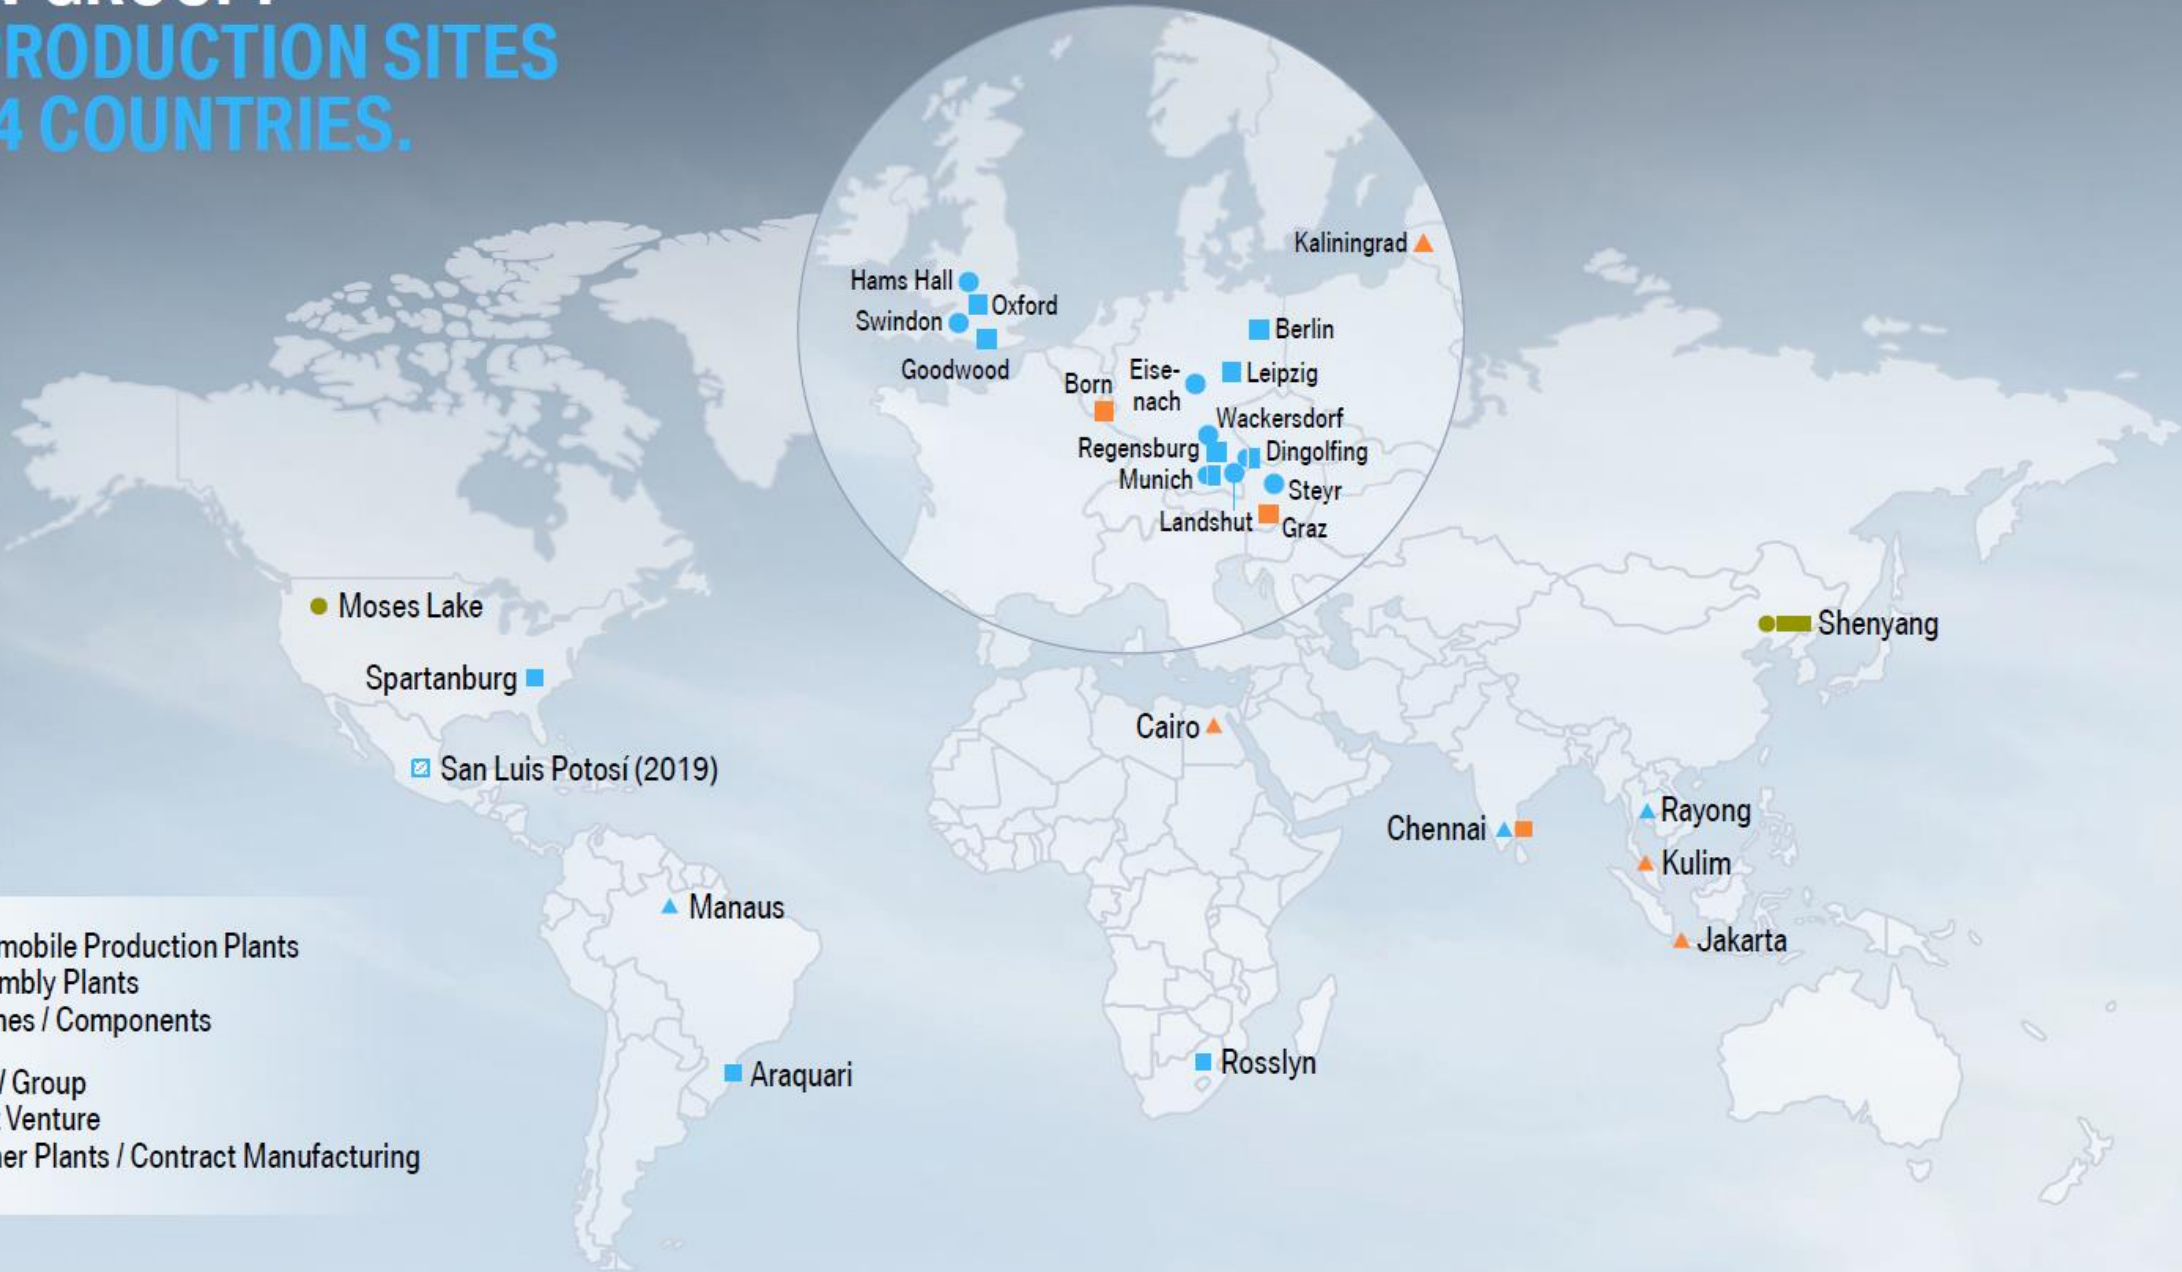 RODUCTION SITES
4 COUNTRIES.
Kaliningrad
Hams Hall
Oxford
Swindon
Goodwood
Berlin
Leipzig
Eise-
nach
Born
Wackersdorf
Regensburg
Dingolfing
Munich
Steyr
Landshut
Graz
Moses Lake
Spartanburg
San Luis Potosí (2019)
Shenyang
Cairo
Chennai
Rayong
Kulim
Jakarta
Manaus
Araquari
Rosslyn
mobile Production Plants
mbly Plants
nes / Components
Group
Venture
er Plants / Contract Manufacturing